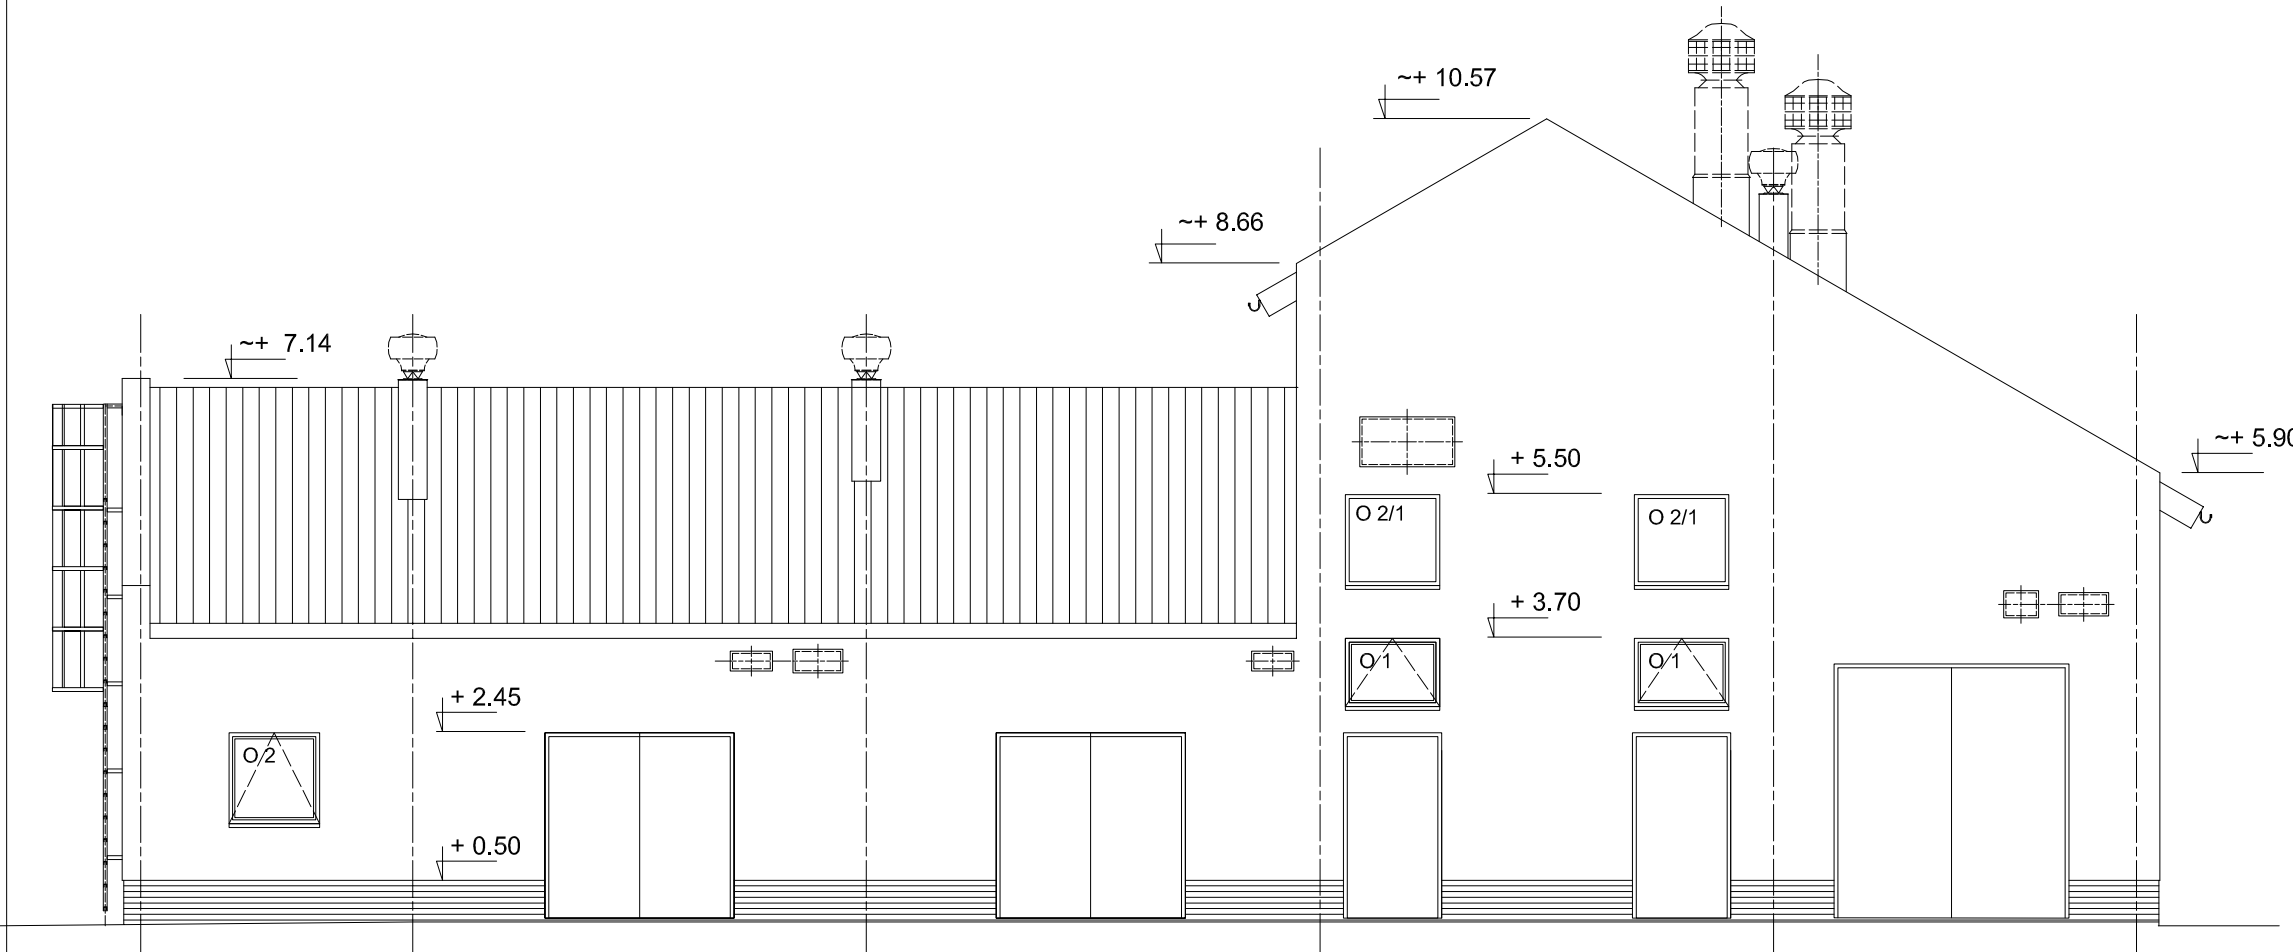 ~+ 10.57
~+ 8.66
~+ 7.14
~+ 5.90
+ 5.50
O 2/1
O 2/1
+ 3.70
O 1
O 1
+ 2.45
O 2
+ 0.50